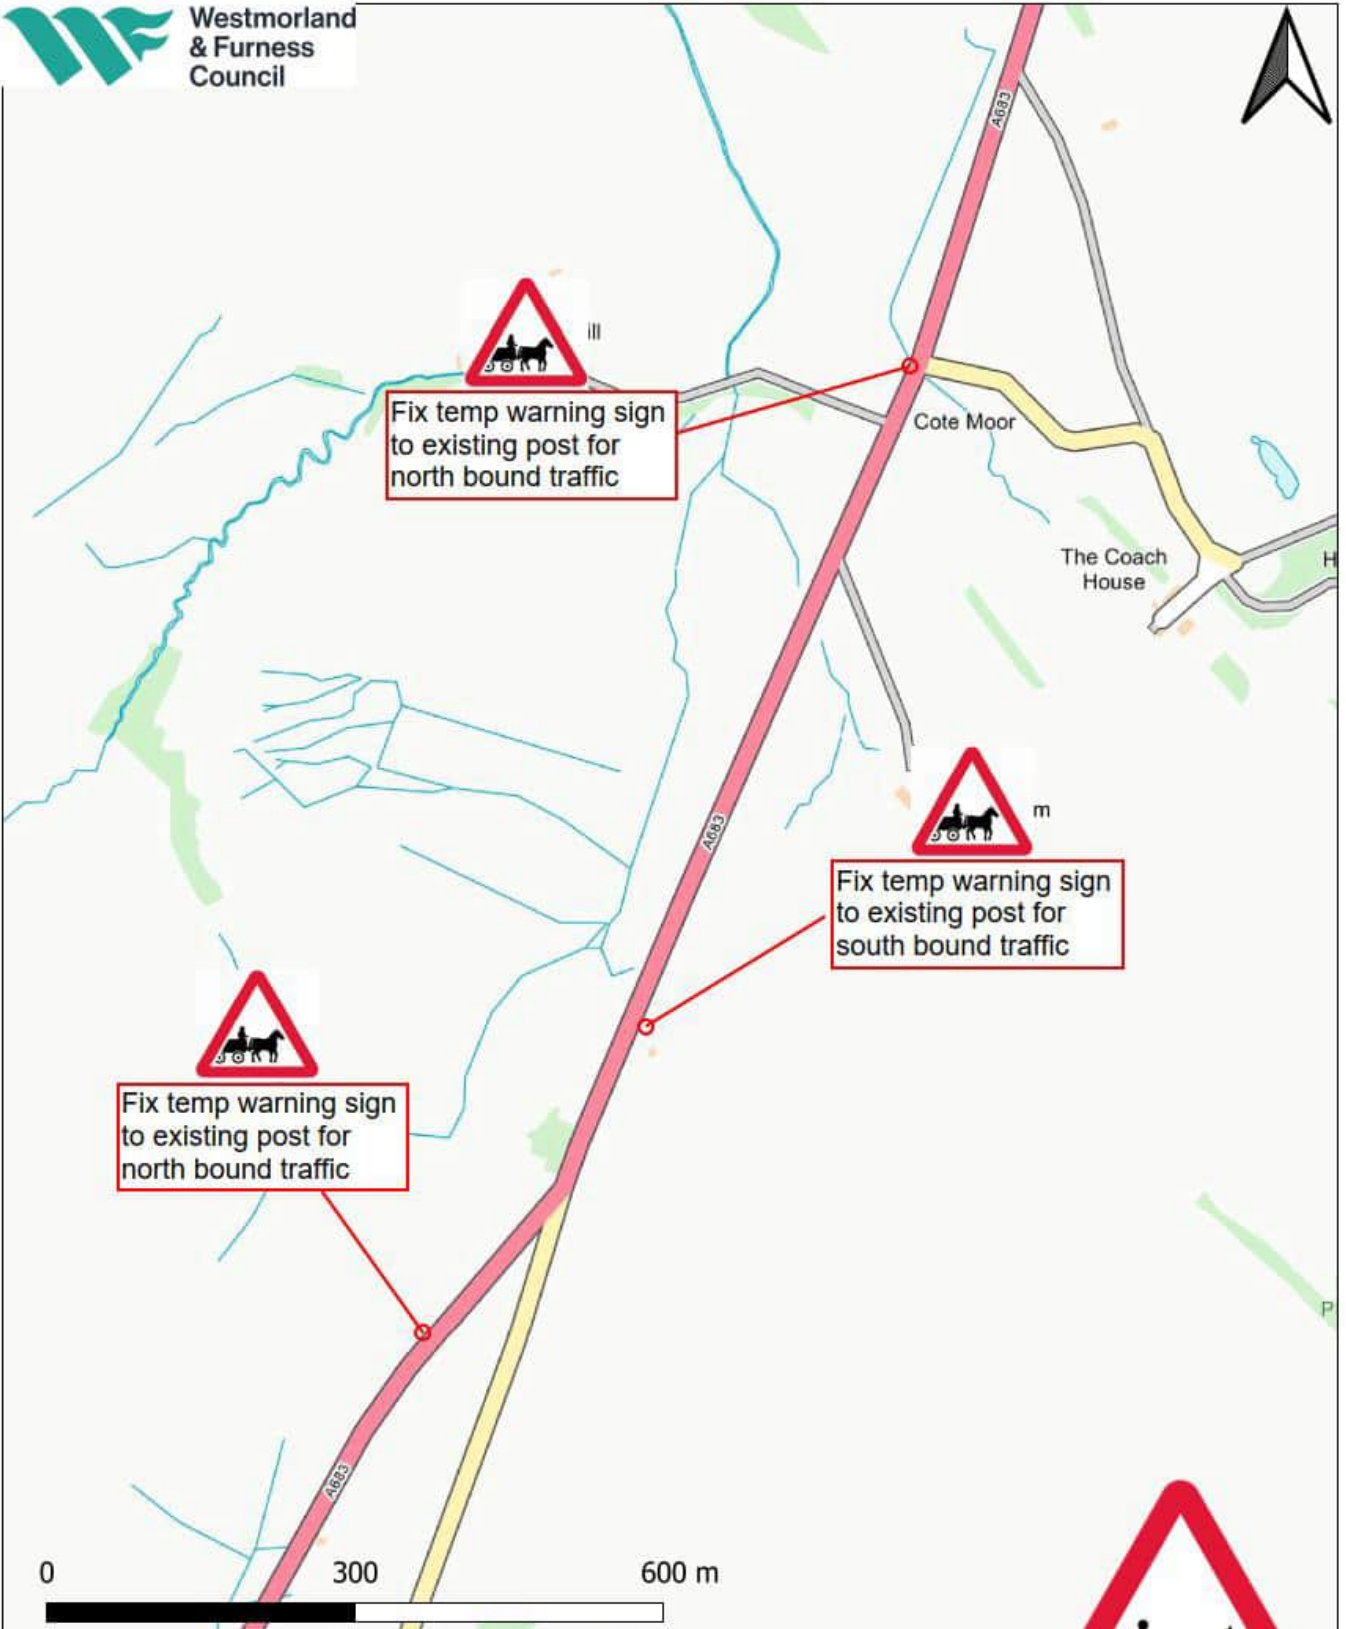 Westmorland
& Furness
Council
A683
ill
Fix temp warning sign
to existing post for
north bound traffic
Cote Moor
The Coach
House
H
A683
m
Fix temp warning sign
to existing post for
south bound traffic
Fix temp warning sign
to existing post for
north bound traffic
P
A683
0 300 600 m